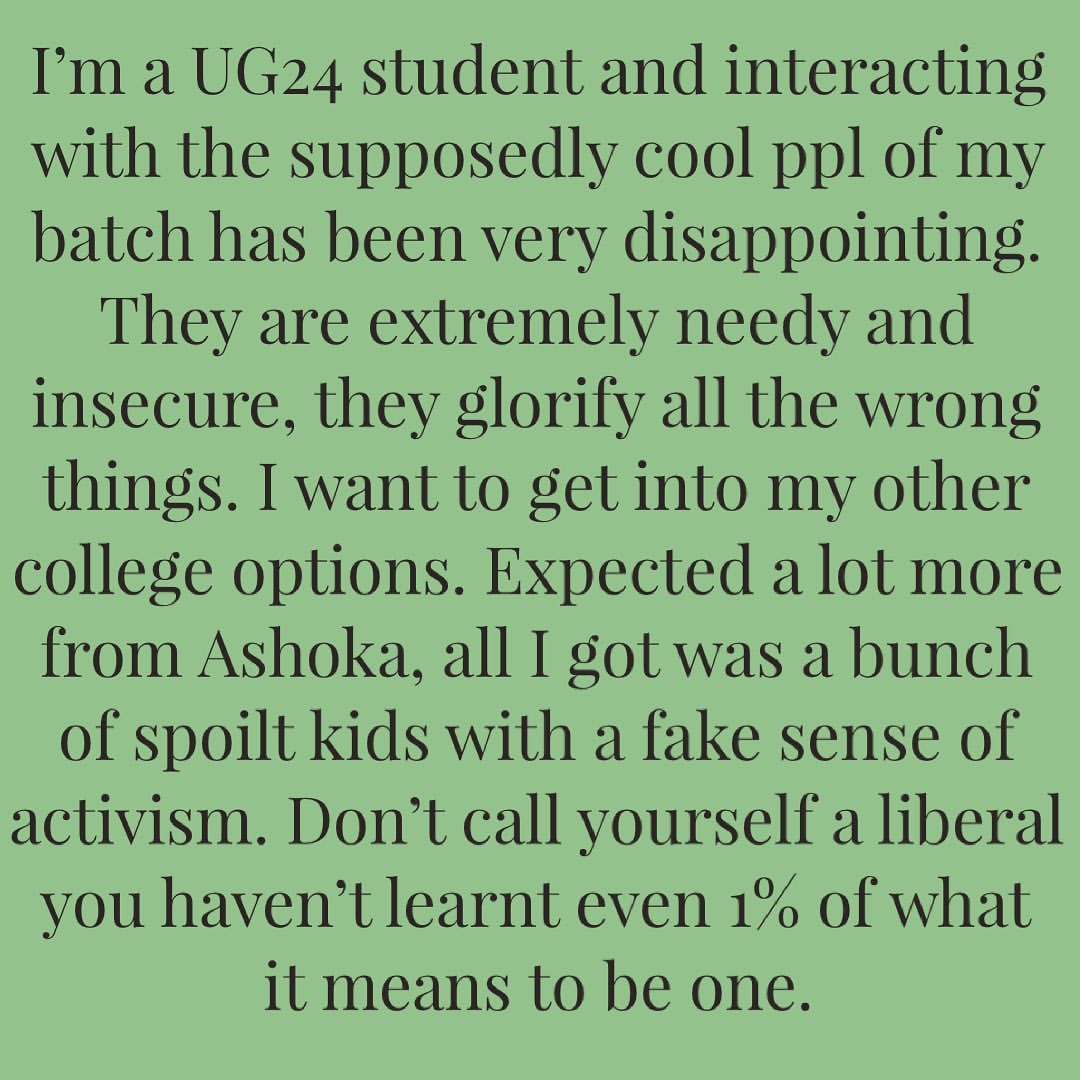 I’m a UG24 student and interacting
with the supposedly cool ppl of my
batch has been very disappointing.
They are extremely needy and
insecure, they glorify all the wrong
things. I want to get into my other
college options. Expected a lot more
from Ashoka, all I got was a bunch
of spoilt kids with a fake sense of
activism. Don’t call yourself a liberal
you haven’t learnt even 1% of what
it means to be one.